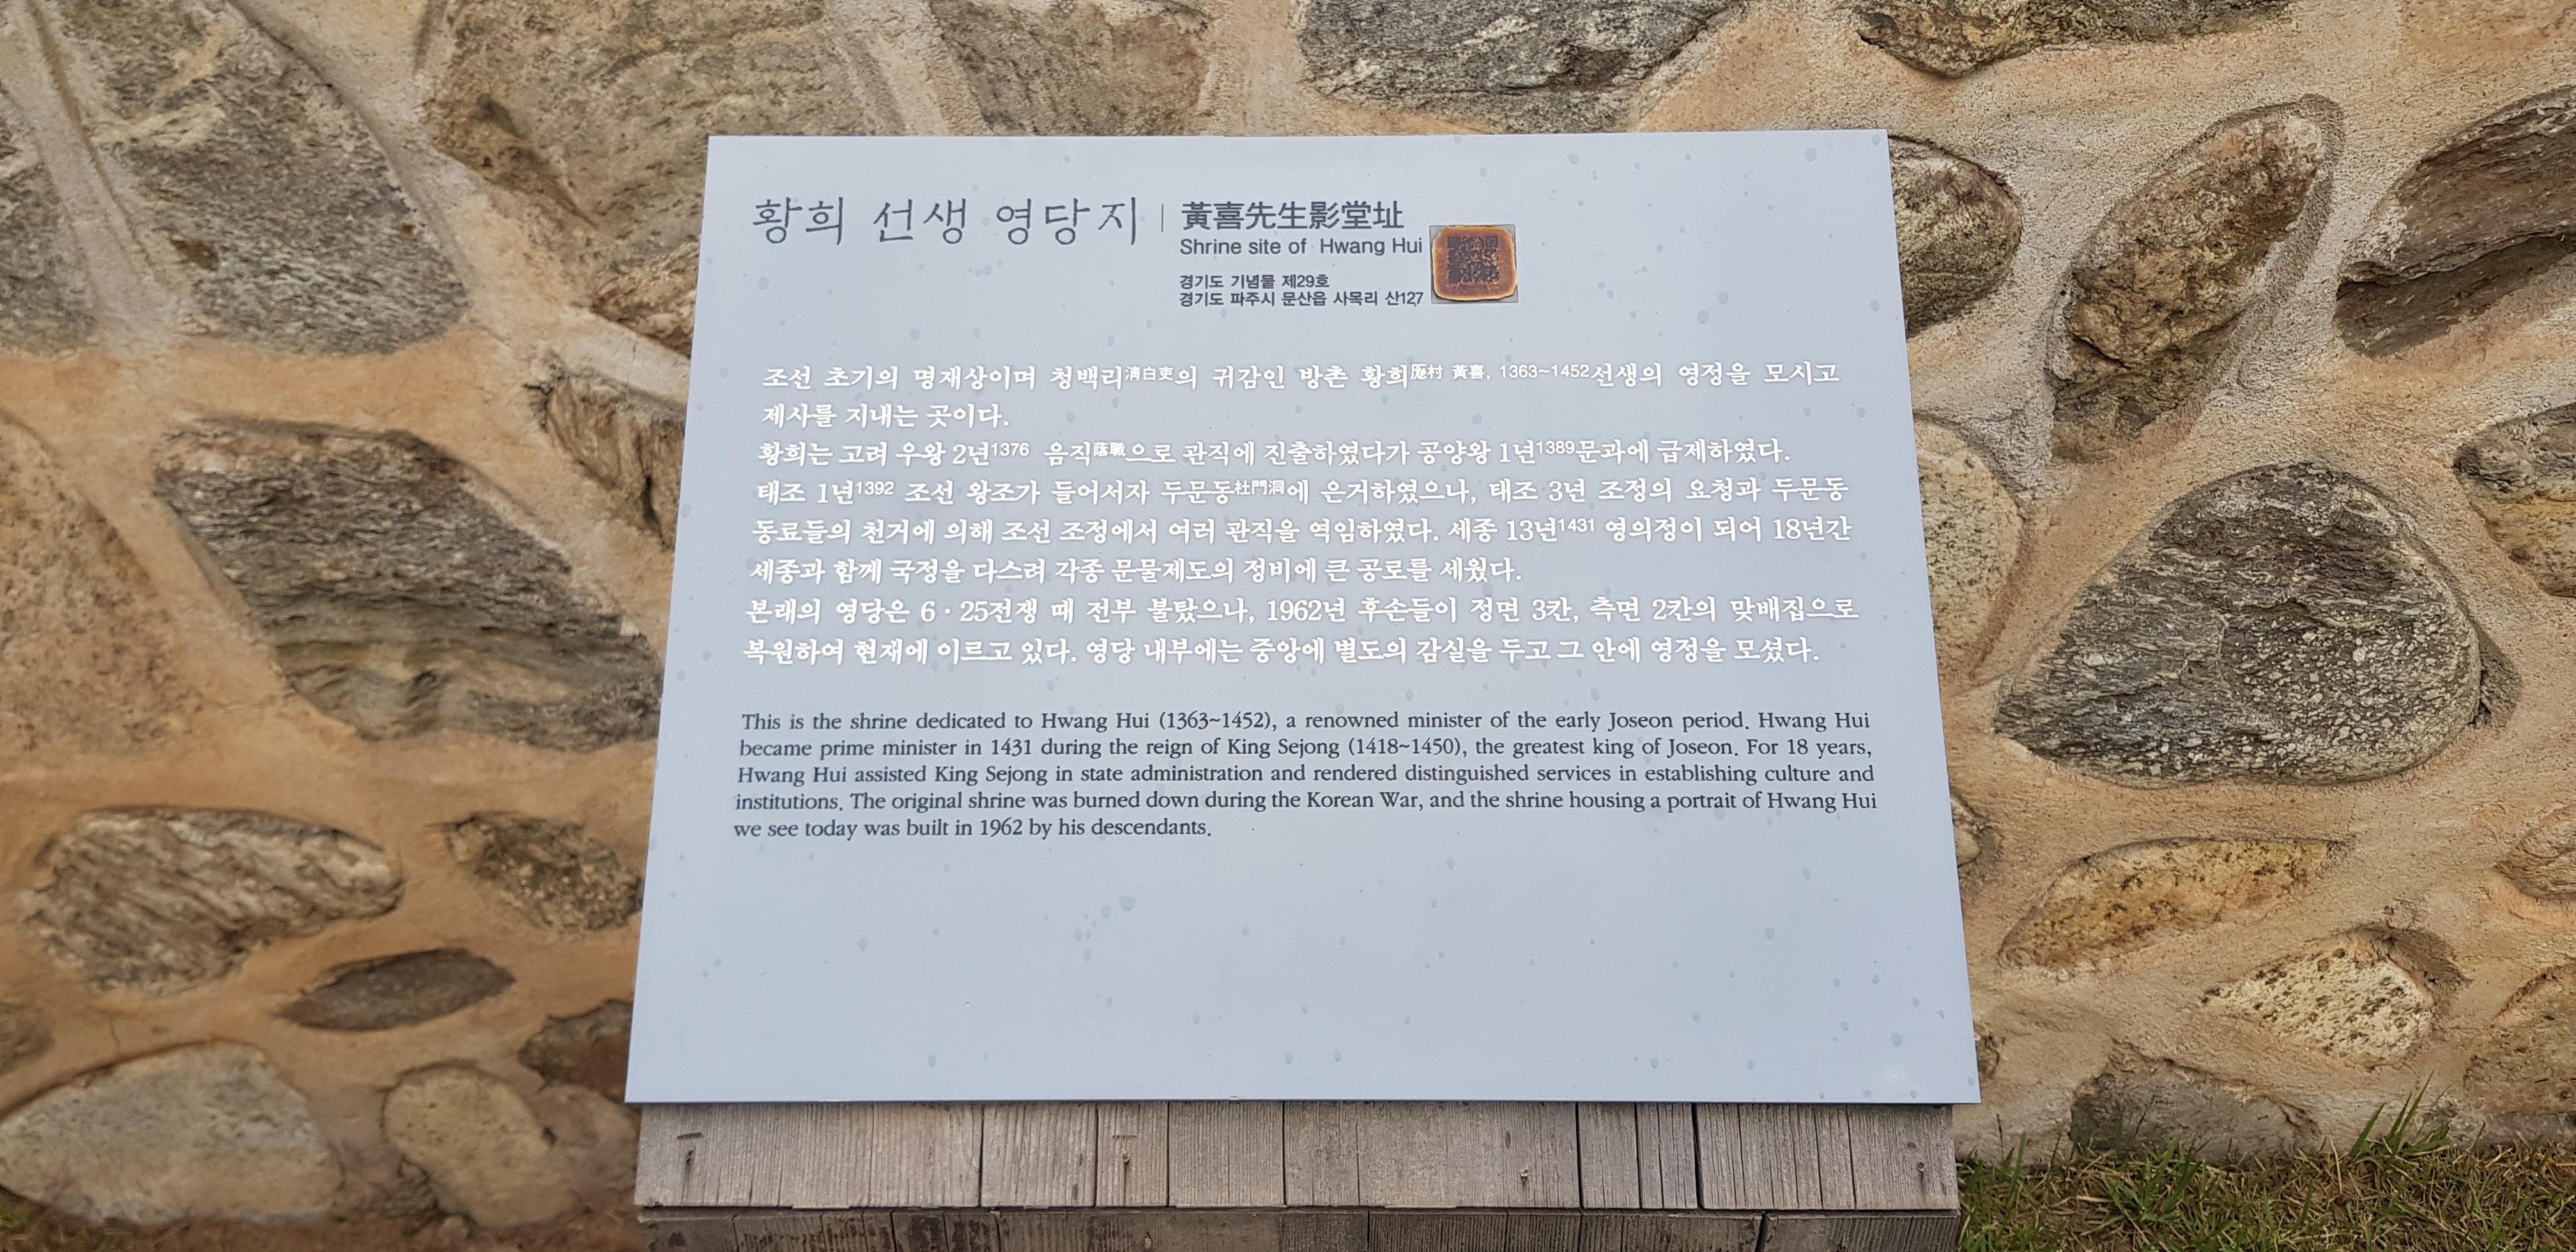 황희 선생 영당지
黃喜先生影堂址
Shrine site of Hwang Hui
경기도 기념물 제29호
경기도 파주시 문산읍 사목리 산127
조선 초기의 명재상이며 청백리淸白吏의 귀감인 방촌 황희厖村 黃喜, 1363~1452선생의 영정을 모시고
제사를 지내는 곳이다.
황희는 고려 우왕 2년1376 음직蔭職으로 관직에 진출하였다가 공양왕 1년1389문과에 급제하였다.
태조 1년1392 조선 왕조가 들어서자 두문동杜門洞에 은거하였으나, 태조 3년 조정의 요청과 두문동
동료들의 천거에 의해 조선 조정에서 여러 관직을 역임하였다. 세종 13년1431 영의정이 되어 18년간
세종과 함께 국정을 다스려 각종 문물제도의 정비에 큰 공로를 세웠다.
본래의 영당은 6·25전쟁 때 전부 불탔으나, 1962년 후손들이 정면 3칸, 측면 2칸의 맞배집으로
복원하여 현재에 이르고 있다. 영당 내부에는 중앙에 별도의 감실을 두고 그 안에 영정을 모셨다.
This is the shrine dedicated to Hwang Hui (1363~1452), a renowned minister of the early Joseon period. Hwang Hui
became prime minister in 1431 during the reign of King Sejong (1418~1450), the greatest king of Joseon. For 18 years,
Hwang Hui assisted King Sejong in state administration and rendered distinguished services in establishing culture and
institutions. The original shrine was burned down during the Korean War, and the shrine housing a portrait of Hwang Hui
we see today was built in 1962 by his descendants.